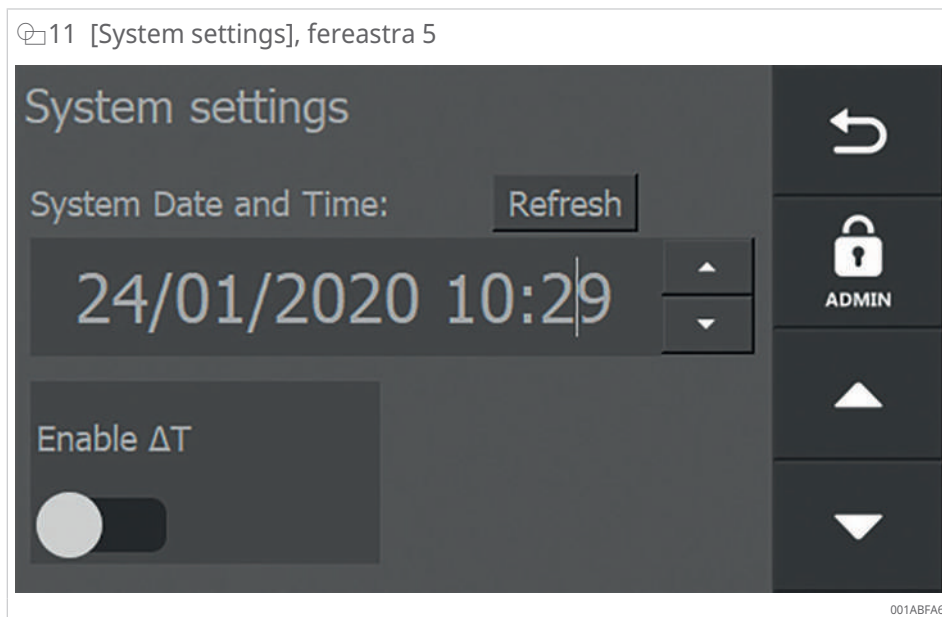 11 [System settings], fereastra 5
System settings
System Date and Time:
Refresh
24/01/2020 10:29
ADMIN
Enable ΔT
001ABFA6